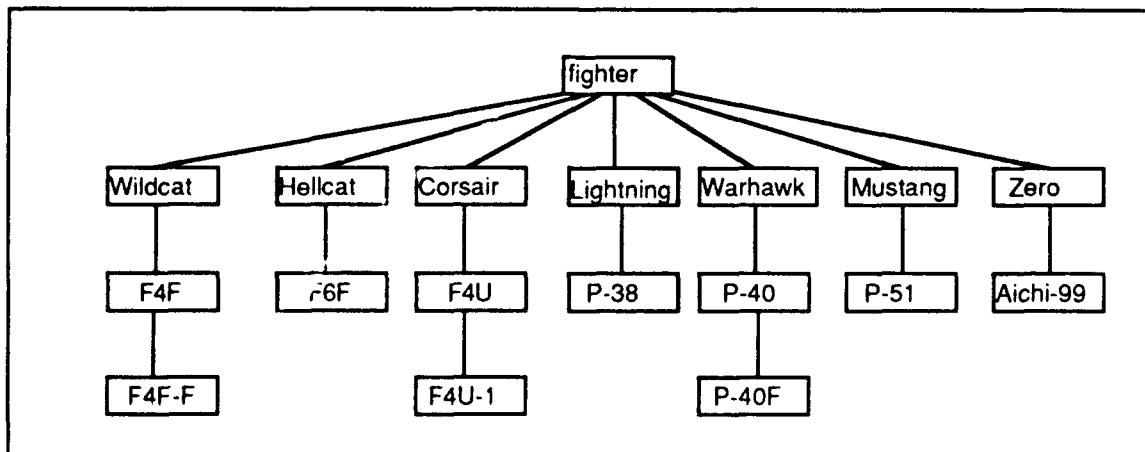 fighter
Wildcat Hellcat Corsair Lightning Warhawk Mustang Zero
F4F F6F F4U P-38 P-40 P-51 Aichi-99
F4F-F F4U-1 P-40F